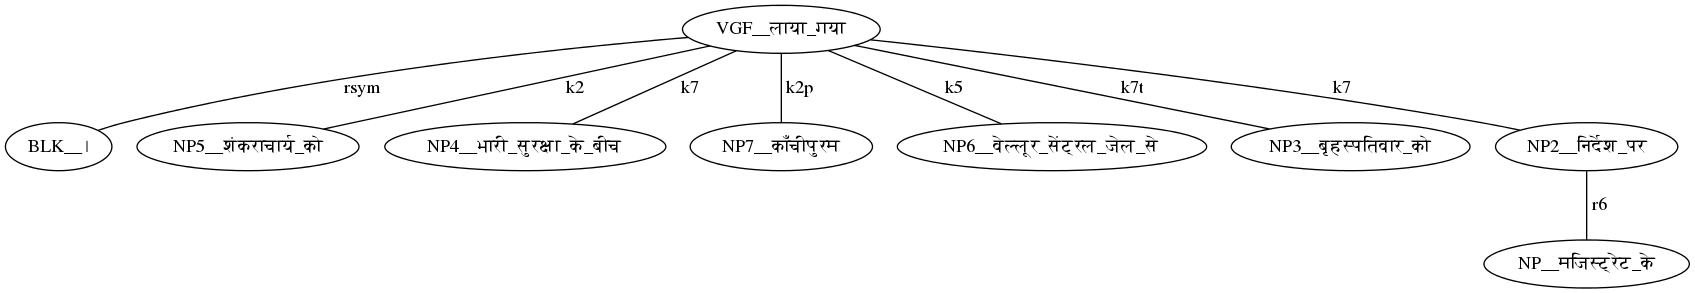 VGF__लाया_गया
rsym k2 k7 k2p k5 k7t k7
BLK__। NP5__शंकराचार्य_को NP4__भारी_सुरक्षा_के_बीच NP7__काँचीपुरम NP6__वेल्लूर_सेंट्रल_जेल_से NP3__बृहस्पतिवार_को NP2__निर्देश_पर
r6
NP__मजिस्ट्रेट_के